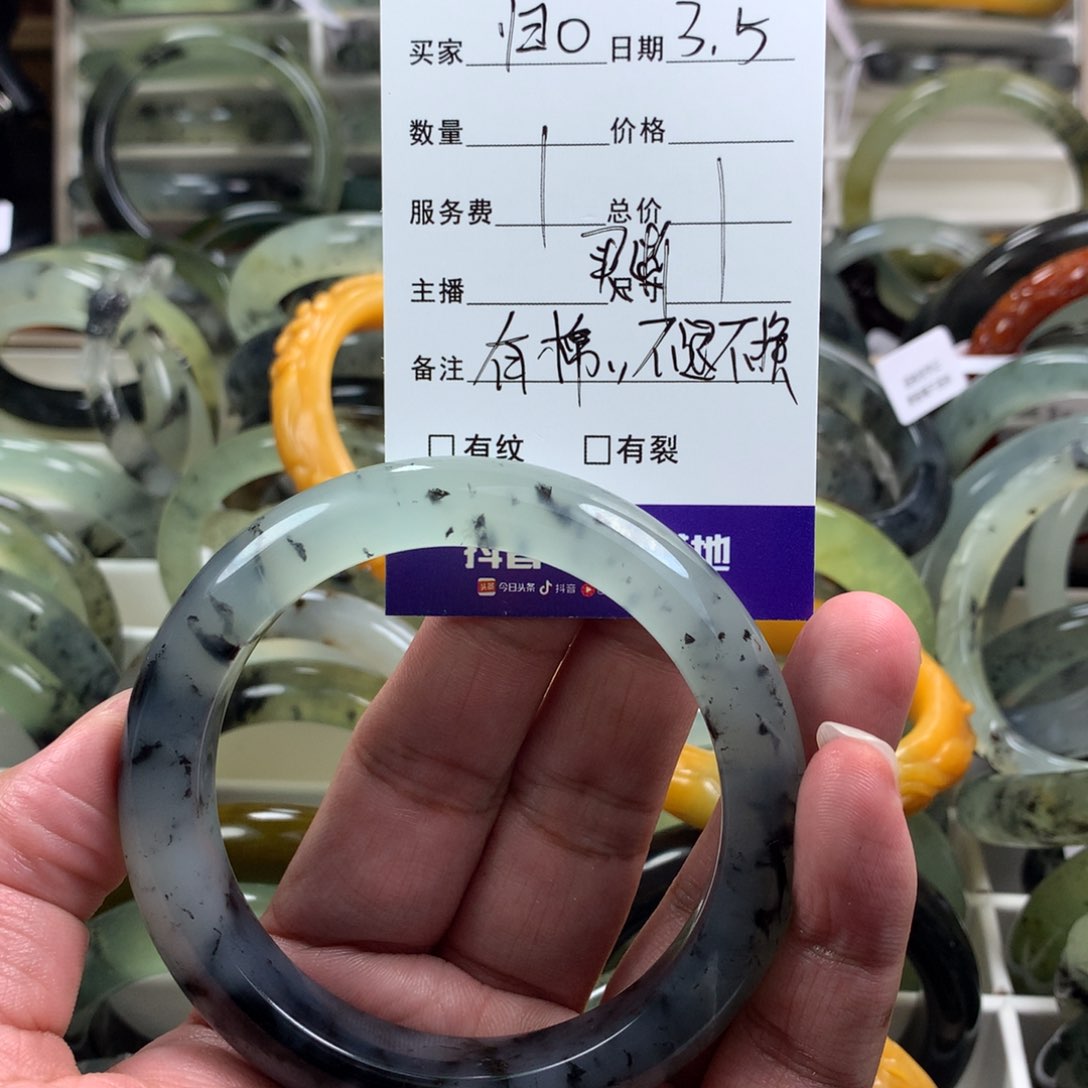 买家 归0 日期 3.5
数量 价格
服务费 总价
主播
备注 有棉,, 不退不换
□有纹 □有裂
抖音 地
头条 今日头条 抖音